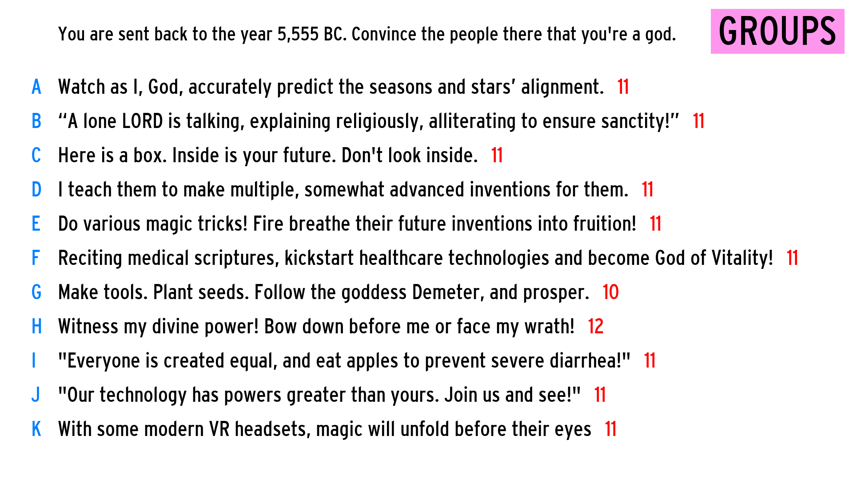 You are sent back to the year 5,555 BC. Convince the people there that you're a god.
GROUPS
A Watch as I, God, accurately predict the seasons and stars’ alignment. 11
B “A lone LORD is talking, explaining religiously, alliterating to ensure sanctity!” 11
C Here is a box. Inside is your future. Don't look inside. 11
D I teach them to make multiple, somewhat advanced inventions for them. 11
E Do various magic tricks! Fire breathe their future inventions into fruition! 11
F Reciting medical scriptures, kickstart healthcare technologies and become God of Vitality! 11
G Make tools. Plant seeds. Follow the goddess Demeter, and prosper. 10
H Witness my divine power! Bow down before me or face my wrath! 12
I "Everyone is created equal, and eat apples to prevent severe diarrhea!" 11
J "Our technology has powers greater than yours. Join us and see!" 11
K With some modern VR headsets, magic will unfold before their eyes 11